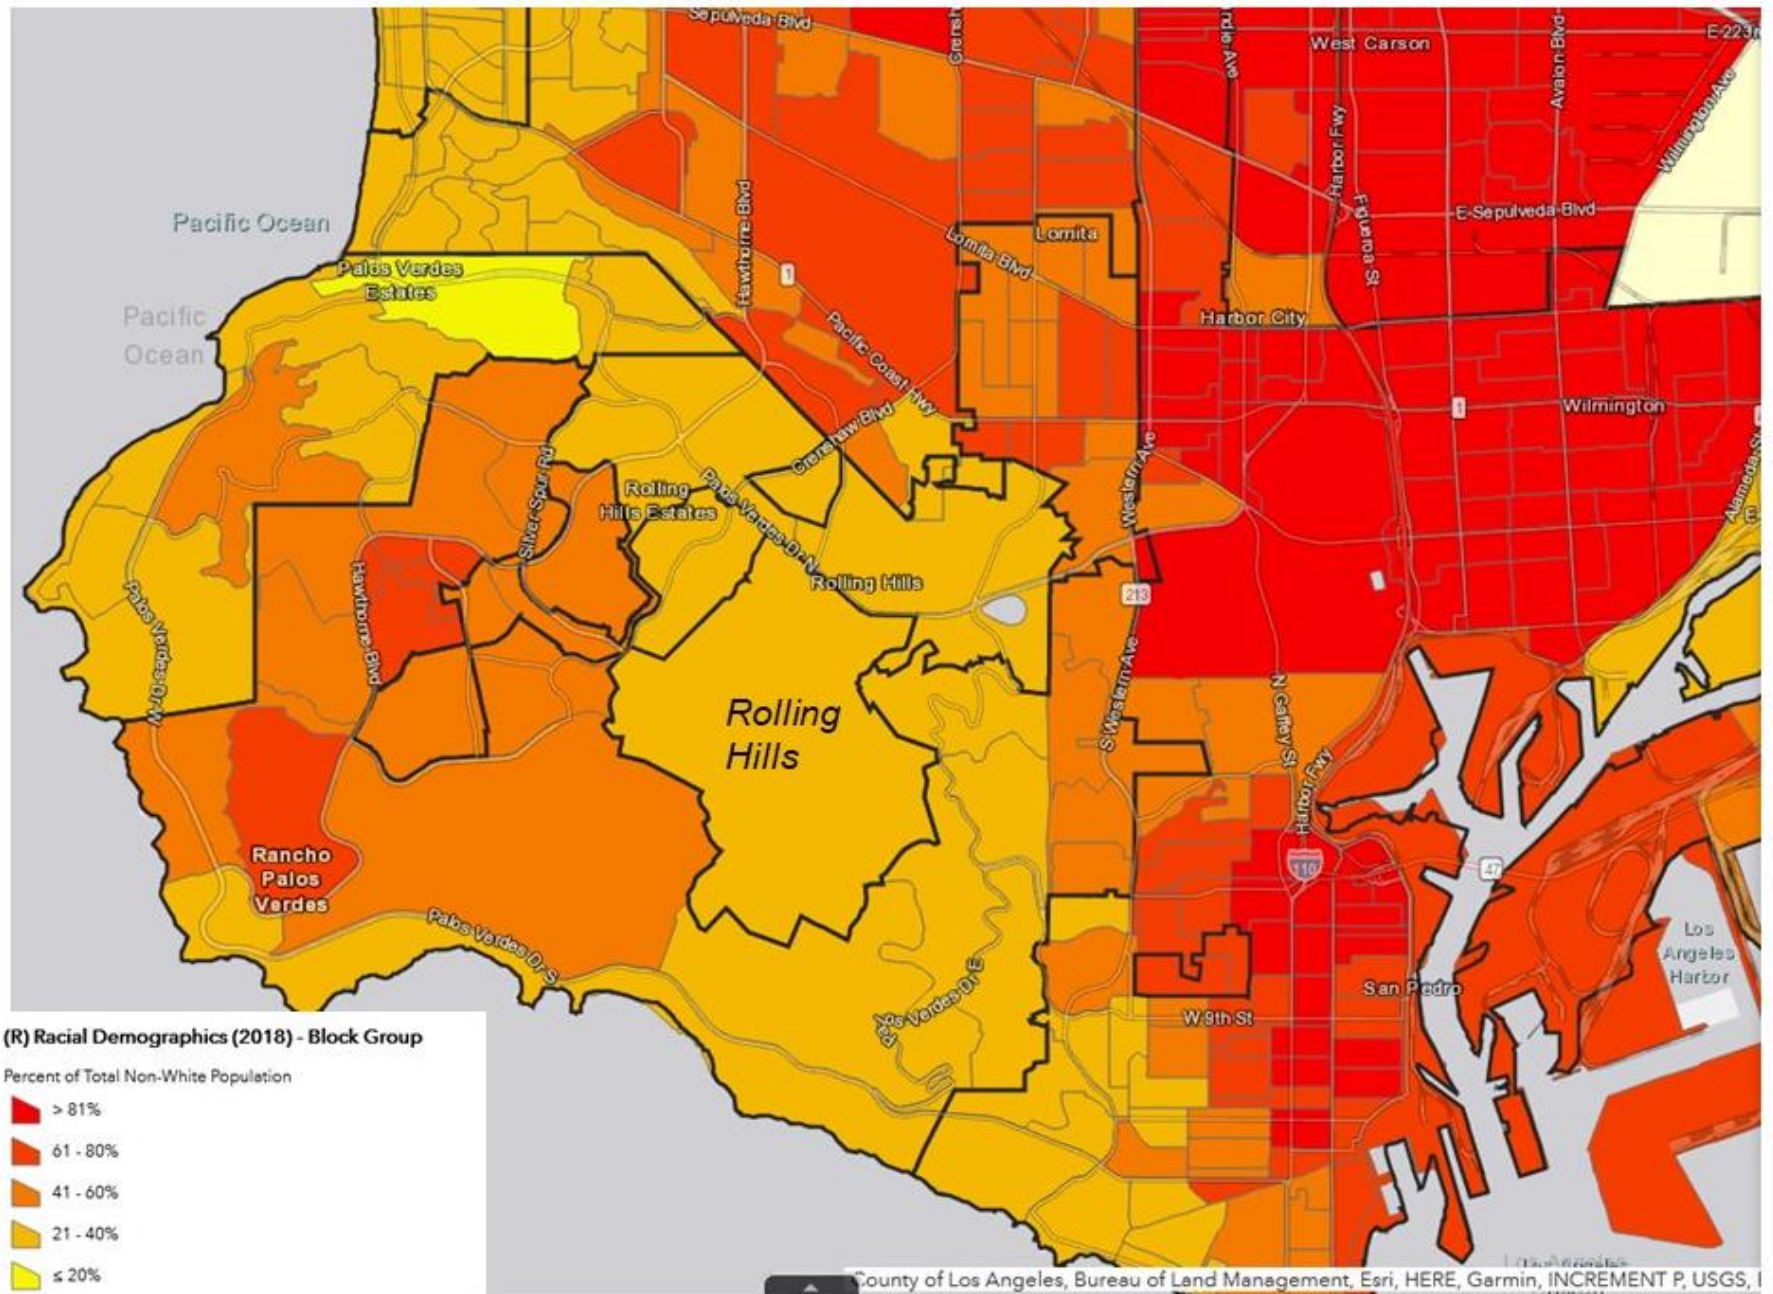 Sepulveda Blvd
West Carson
E 223r
Avalon Blvd
Wilmington Ave
Harbor Fwy
Figueroa St
E Sepulveda Blvd
Pacific Ocean
Hawthorne Blvd
Lomita
Lomita Blvd
Palos Verdes
Estates
1
Pacific
Ocean
Harbor City
Pacific Coast Hwy
Crenshaw Blvd
1
Wilmington
Western Ave
Alameda St
Silver Spur Rd
Rolling
Hills Estates
Palos Verdes Dr N
Rolling Hills
213
Hawthorne Blvd
Palos Verdes Dr W
S Western Ave
N Gaffey St
Harbor Fwy
Rolling
Hills
Rancho
Palos
Verdes
110
47
Palos Verdes Dr S
Palos Verdes Dr E
Los
Angeles
Harbor
San Pedro
W 9th St
(R) Racial Demographics (2018) - Block Group
Percent of Total Non-White Population
> 81%
61 - 80%
41 - 60%
21 - 40%
≤ 20%
County of Los Angeles, Bureau of Land Management, Esri, HERE, Garmin, INCREMENT P, USGS,